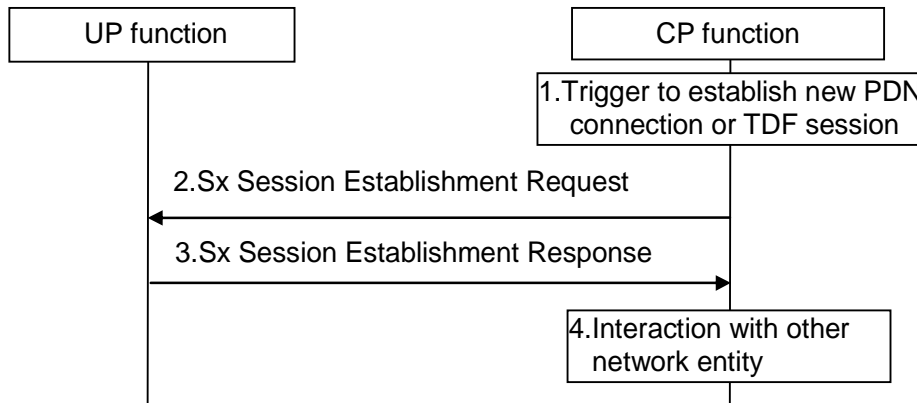 UP function
CP function
1.Trigger to establish new PDN
connection or TDF session
2.Sx Session Establishment Request
3.Sx Session Establishment Response
4.Interaction with other
network entity